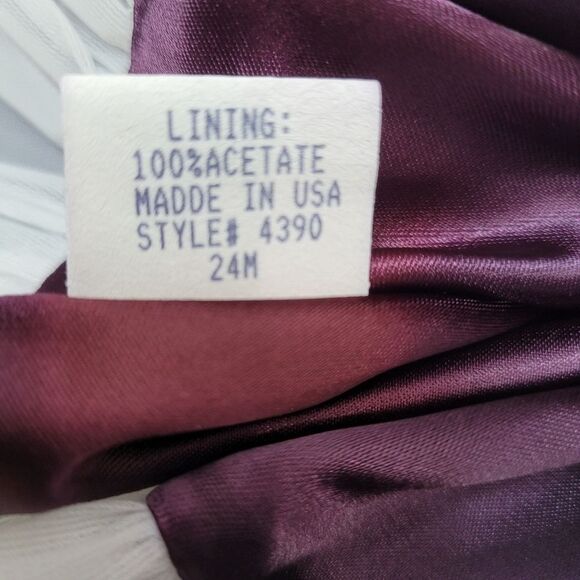 LINING:
100%ACETATE
MADDE IN USA
STYLE# 4390
24M